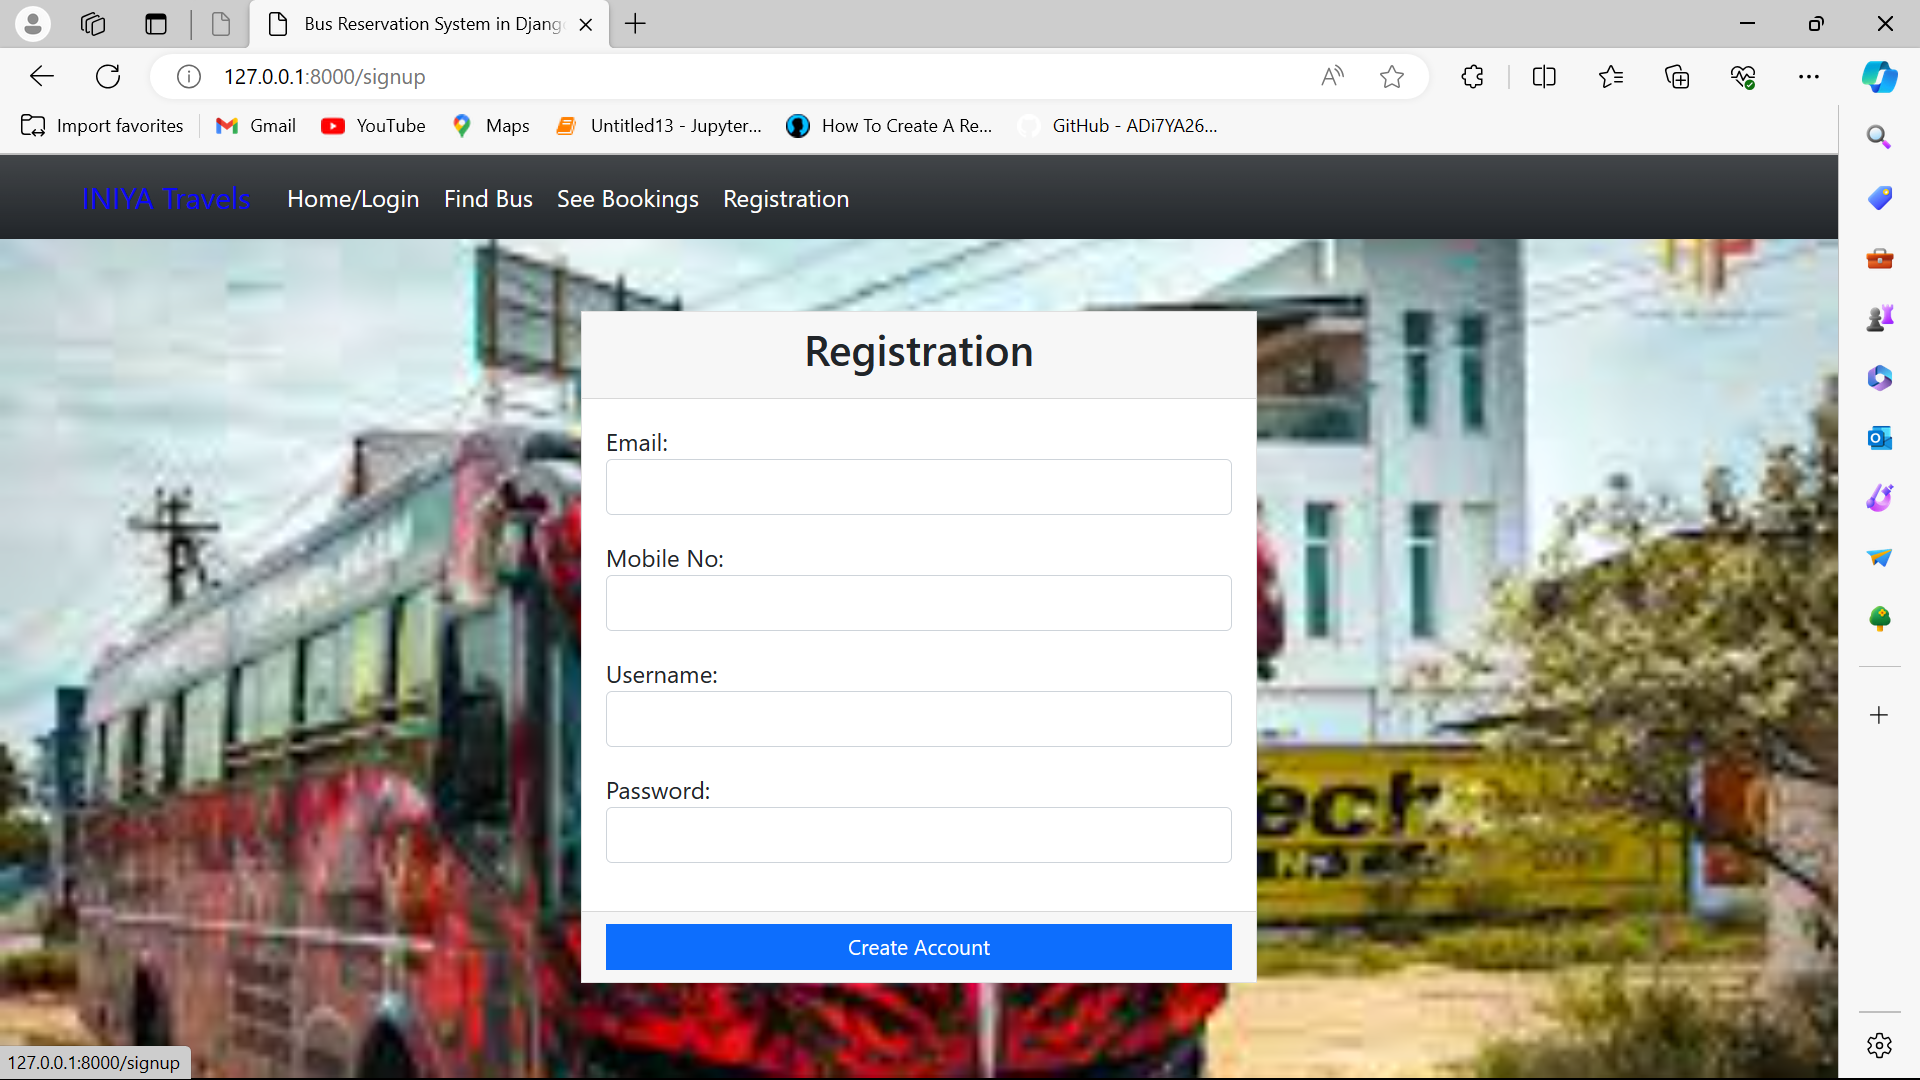 Bus Reservation System in Djang
127.0.0.1:8000/signup
Import favorites
Gmail
YouTube
Maps
Untitled13 - Jupyter...
How To Create A Re...
GitHub - ADi7YA26...
INIYA Travels
Home/Login
Find Bus
See Bookings
Registration
Registration
Email:
Mobile No:
Username:
Password:
ech
Create Account
127.0.0.1:8000/signup